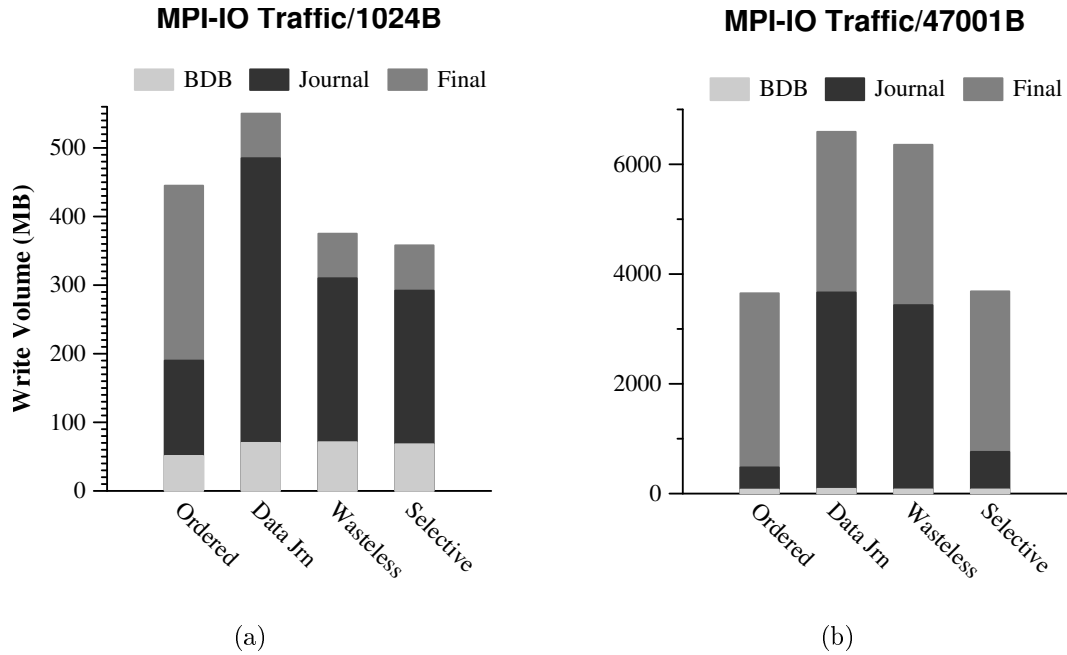 MPI-IO Traffic/1024B
BDB Journal Final
Write Volume (MB)
500
400
300
200
100
0
Ordered
Data Jrn
Wasteless
Selective
(a)
MPI-IO Traffic/47001B
BDB Journal Final
6000
4000
2000
0
Ordered
Data Jrn
Wasteless
Selective
(b)